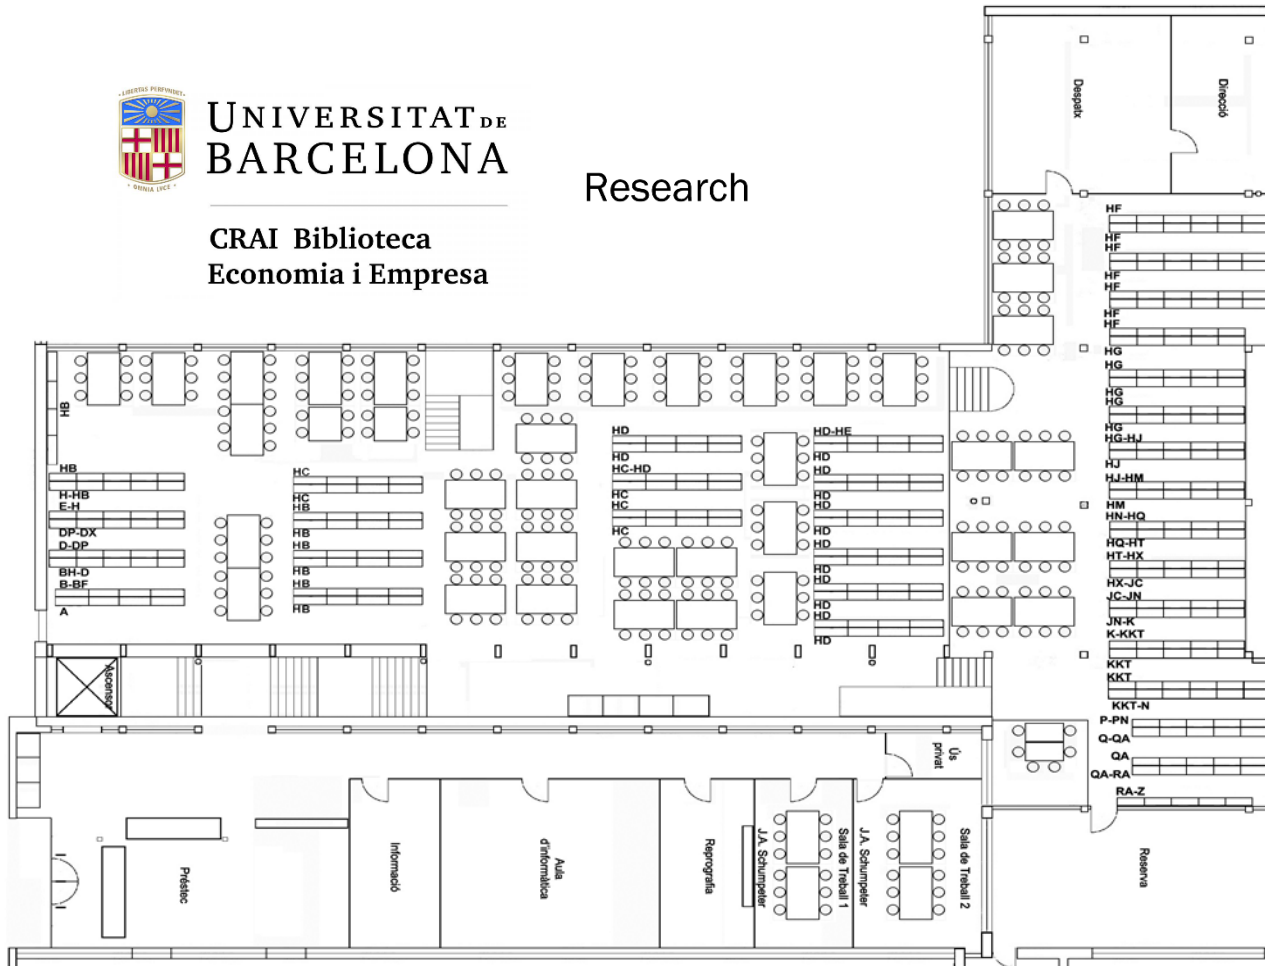 · LIBERTAS PERFVNDET ·
· OMNIA LVCE ·
UNIVERSITAT DE
BARCELONA
CRAI Biblioteca
Economia i Empresa
Research
Despatx
Direcció
HB
HB
H-HB
E-H
DP-DX
D-DP
BH-D
B-BF
A
HC
HC
HB
HB
HB
HB
HB
HB
HD
HD
HC-HD
HC
HC
HC
HD-HE
HD
HD
HD
HD
HD
HD
HD
HD
HD
HD
HD
HF
HF
HF
HF
HF
HF
HF
HG
HG
HG
HG
HG
HG-HJ
HJ
HJ-HM
HM
HN-HQ
HQ-HT
HT-HX
HX-JC
JC-JN
JN-K
K-KKT
KKT
KKT
KKT-N
P-PN
Q-QA
QA
QA-RA
RA-Z
Ascensor
Préstec
Informació
Aula
d'informàtica
Reprografia
Sala de Treball 1
J.A. Schumpeter
Sala de Treball 2
J.A. Schumpeter
Ús
privat
Reserva